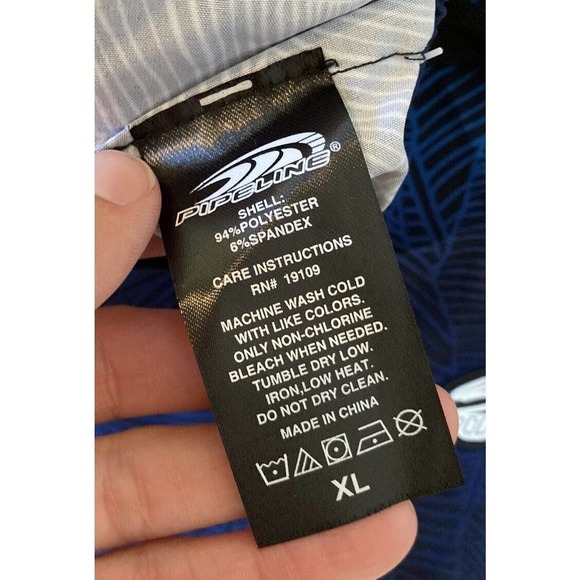 PIPELINE®
SHELL:
94%POLYESTER
6%SPANDEX
CARE INSTRUCTIONS
RN# 19109
MACHINE WASH COLD
WITH LIKE COLORS.
ONLY NON-CHLORINE
BLEACH WHEN NEEDED.
TUMBLE DRY LOW.
IRON,LOW HEAT.
DO NOT DRY CLEAN.
MADE IN CHINA
XL